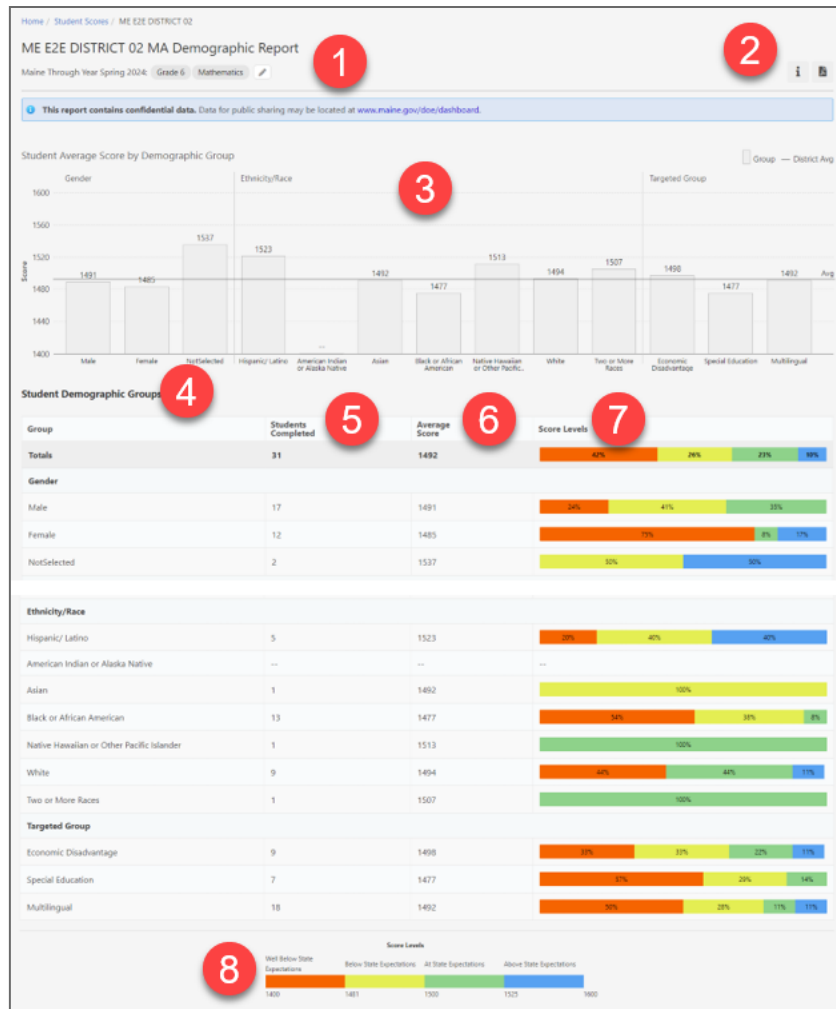 Home / Student Scores / ME E2E DISTRICT 02
ME E2E DISTRICT 02 MA Demographic Report
Maine Through Year Spring 2024: Grade 6 Mathematics
1
2
This report contains confidential data. Data for public sharing may be located at www.maine.gov/doe/dashboard.
Student Average Score by Demographic Group
Group — District Avg
3
Gender Ethnicity/Race Targeted Group
1600
1560
1520
1480
1440
1400
Score
1491 1485 1537 1523 -- 1492 1477 1513 1494 1507 1498 1477 1492 Avg
Male Female NotSelected Hispanic/ Latino American Indian or Alaska Native Asian Black or African American Native Hawaiian or Other Pacific.. White Two or More Races Economic Disadvantage Special Education Multilingual
Student Demographic Groups
4
5
6
7
Group Students Completed Average Score Score Levels
Totals 31 1492 42% 26% 23% 10%
Gender
Male 17 1491 24% 41% 35%
Female 12 1485 75% 8% 17%
NotSelected 2 1537 50% 50%
Ethnicity/Race
Hispanic/ Latino 5 1523 20% 40% 40%
American Indian or Alaska Native -- -- --
Asian 1 1492 100%
Black or African American 13 1477 54% 38% 8%
Native Hawaiian or Other Pacific Islander 1 1513 100%
White 9 1494 44% 44% 11%
Two or More Races 1 1507 100%
Targeted Group
Economic Disadvantage 9 1498 33% 33% 22% 11%
Special Education 7 1477 57% 28% 14%
Multilingual 18 1492 50% 28% 11% 11%
8
Score Levels
Well Below State Expectations Below State Expectations At State Expectations Above State Expectations
1400 1481 1500 1525 1600